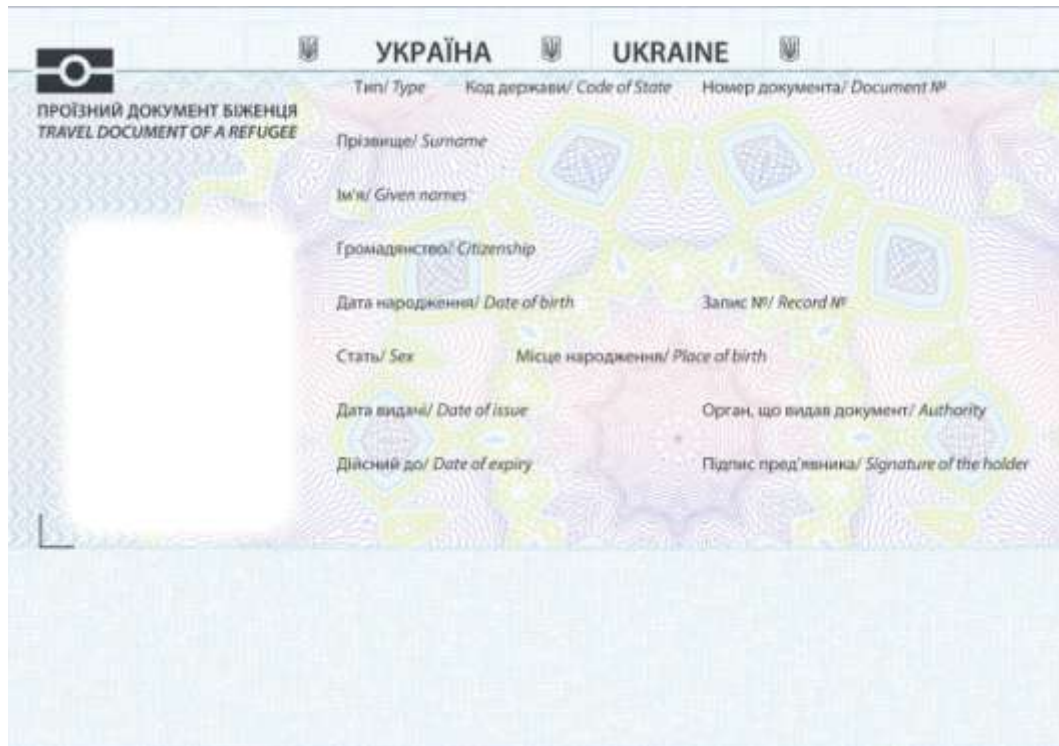 УКРАЇНА UKRAINE
Тип/ Type Код держави/ Code of State Номер документа/ Document №
ПРОЇЗНИЙ ДОКУМЕНТ БІЖЕНЦЯ
TRAVEL DOCUMENT OF A REFUGEE
Прізвище/ Surname
Ім'я/ Given names
Громадянство/ Citizenship
Дата народження/ Date of birth Запис №/ Record №
Стать/ Sex Місце народження/ Place of birth
Дата видачі/ Date of issue Орган, що видав документ/ Authority
Дійсний до/ Date of expiry Підпис пред'явника/ Signature of the holder